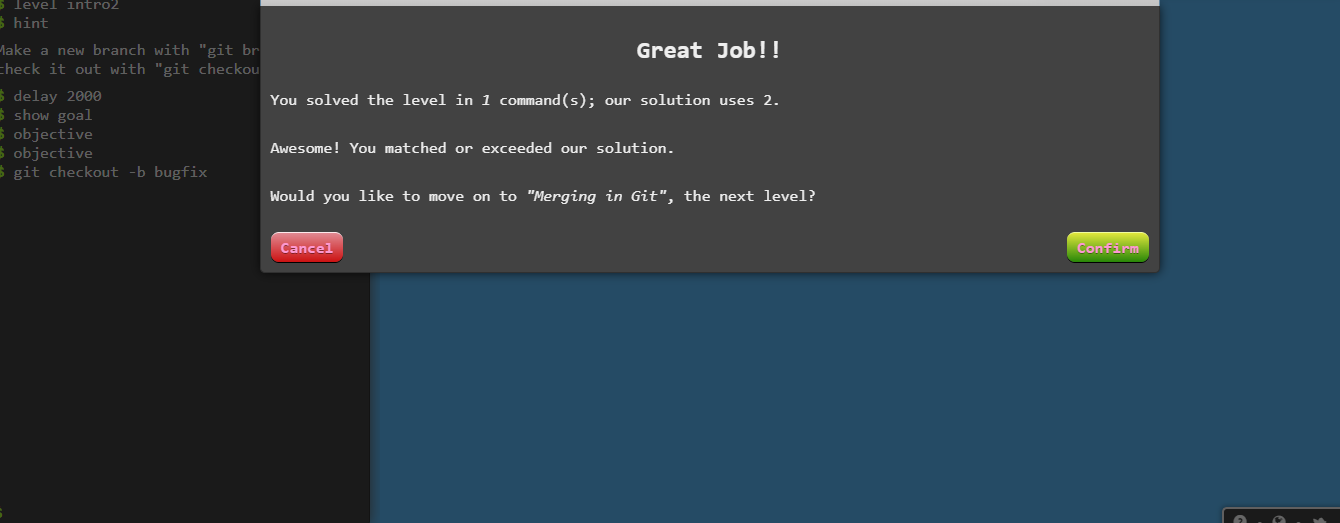 $ level intro2
$ hint
Make a new branch with "git br
check it out with "git checkou
$ delay 2000
$ show goal
$ objective
$ objective
$ git checkout -b bugfix
$
Great Job!!
You solved the level in 1 command(s); our solution uses 2.
Awesome! You matched or exceeded our solution.
Would you like to move on to "Merging in Git", the next level?
Cancel
Confirm